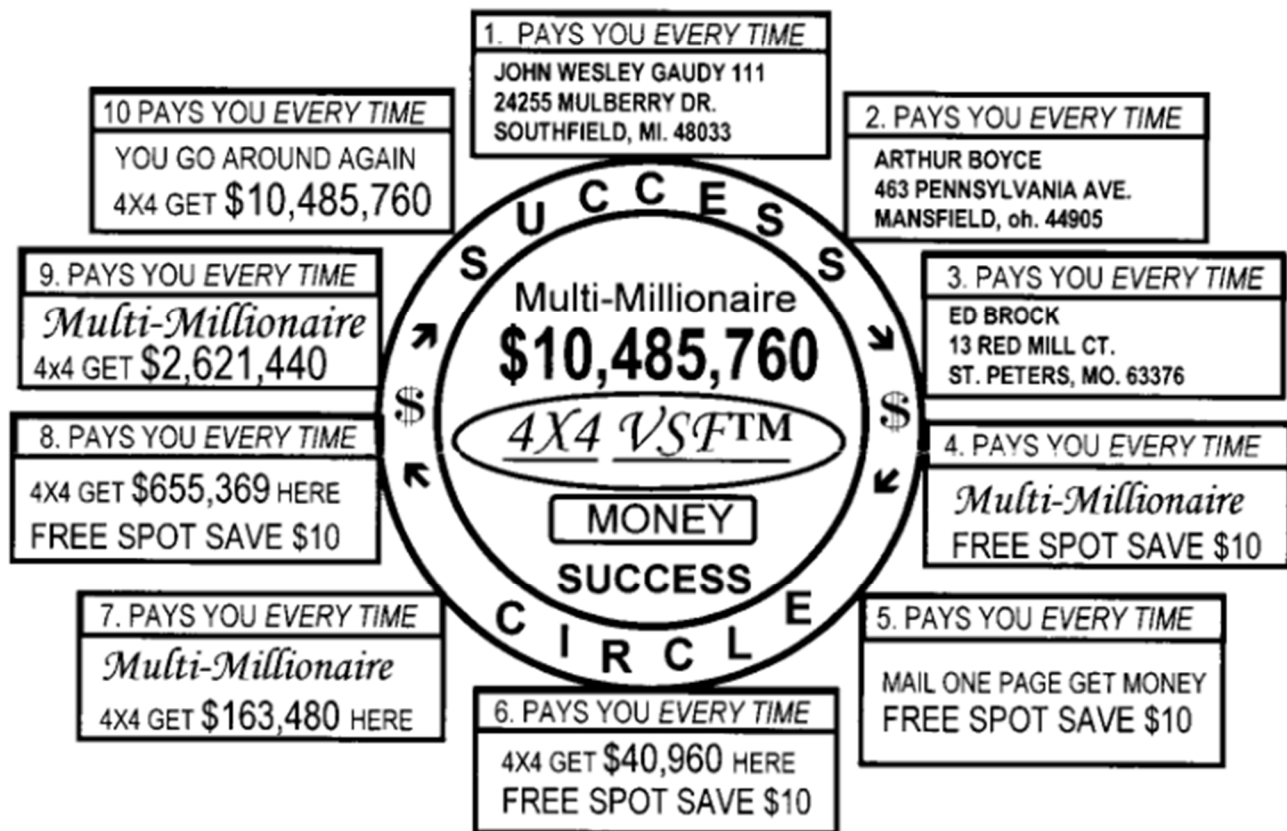 1. PAYS YOU EVERY TIME
JOHN WESLEY GAUDY 111
24255 MULBERRY DR.
SOUTHFIELD, MI. 48033
2. PAYS YOU EVERY TIME
ARTHUR BOYCE
463 PENNSYLVANIA AVE.
MANSFIELD, oh. 44905
3. PAYS YOU EVERY TIME
ED BROCK
13 RED MILL CT.
ST. PETERS, MO. 63376
4. PAYS YOU EVERY TIME
Multi-Millionaire
FREE SPOT SAVE $10
5. PAYS YOU EVERY TIME
MAIL ONE PAGE GET MONEY
FREE SPOT SAVE $10
6. PAYS YOU EVERY TIME
4X4 GET $40,960 HERE
FREE SPOT SAVE $10
7. PAYS YOU EVERY TIME
Multi-Millionaire
4X4 GET $163,480 HERE
8. PAYS YOU EVERY TIME
4X4 GET $655,369 HERE
FREE SPOT SAVE $10
9. PAYS YOU EVERY TIME
Multi-Millionaire
4x4 GET $2,621,440
10 PAYS YOU EVERY TIME
YOU GO AROUND AGAIN
4X4 GET $10,485,760
SUCCESS
$ $
CIRCLE
Multi-Millionaire
$10,485,760
4X4 VSF™
MONEY
SUCCESS